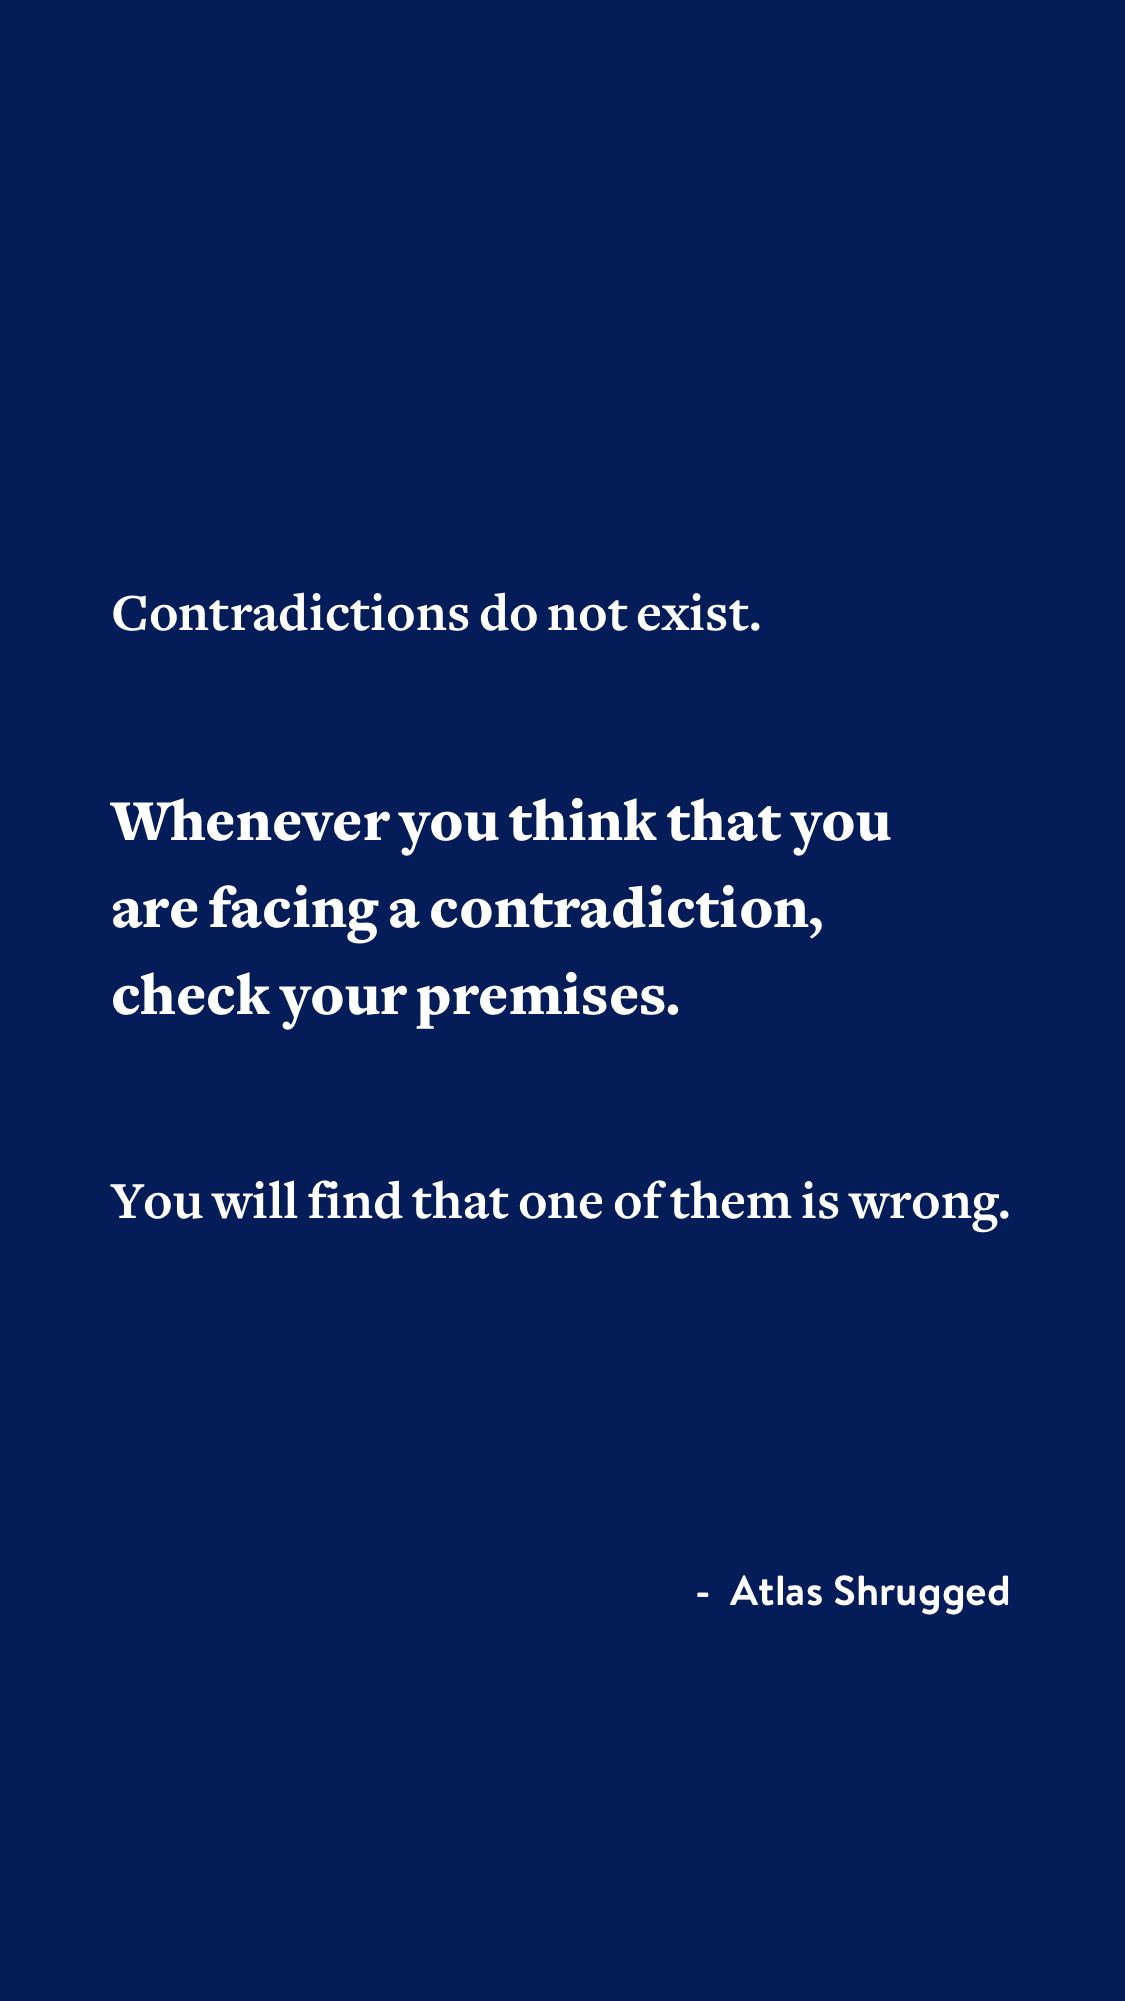 Contradictions do not exist.
Whenever you think that you
are facing a contradiction,
check your premises.
You will find that one of them is wrong.
- Atlas Shrugged